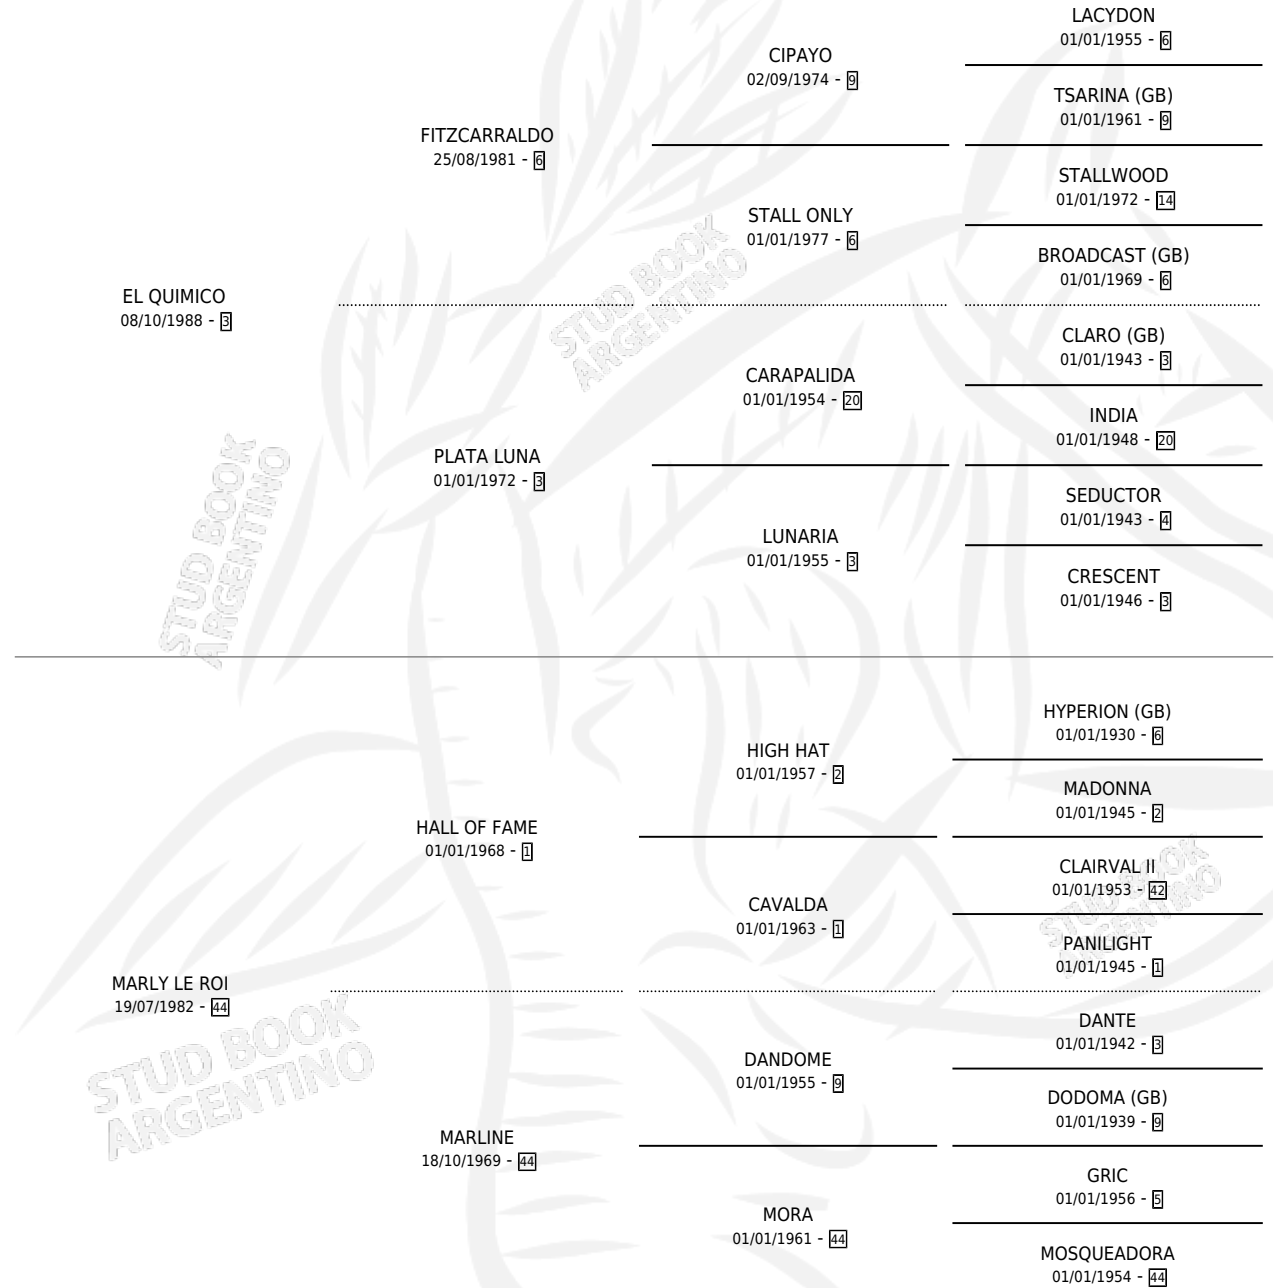 LACYDON
01/01/1955 - 6
CIPAYO
02/09/1974 - 9
TSARINA (GB)
01/01/1961 - 9
FITZCARRALDO
25/08/1981 - 6
STALLWOOD
01/01/1972 - 14
STALL ONLY
01/01/1977 - 6
BROADCAST (GB)
01/01/1969 - 6
EL QUIMICO
08/10/1988 - 3
STUD BOOK
ARGENTINO
CLARO (GB)
01/01/1943 - 3
CARAPALIDA
01/01/1954 - 20
INDIA
01/01/1948 - 20
PLATA LUNA
01/01/1972 - 3
SEDUCTOR
01/01/1943 - 4
LUNARIA
01/01/1955 - 3
CRESCENT
01/01/1946 - 3
STUD BOOK
ARGENTINO
HYPERION (GB)
01/01/1930 - 6
HIGH HAT
01/01/1957 - 2
MADONNA
01/01/1945 - 2
HALL OF FAME
01/01/1968 - 1
CLAIRVAL II
01/01/1953 - 42
CAVALDA
01/01/1963 - 1
STUD BOOK
ARGENTINO
PANILIGHT
01/01/1945 - 1
MARLY LE ROI
19/07/1982 - 44
DANTE
01/01/1942 - 3
DANDOME
01/01/1955 - 9
STUD BOOK
ARGENTINO
DODOMA (GB)
01/01/1939 - 9
MARLINE
18/10/1969 - 44
GRIC
01/01/1956 - 5
MORA
01/01/1961 - 44
MOSQUEADORA
01/01/1954 - 44